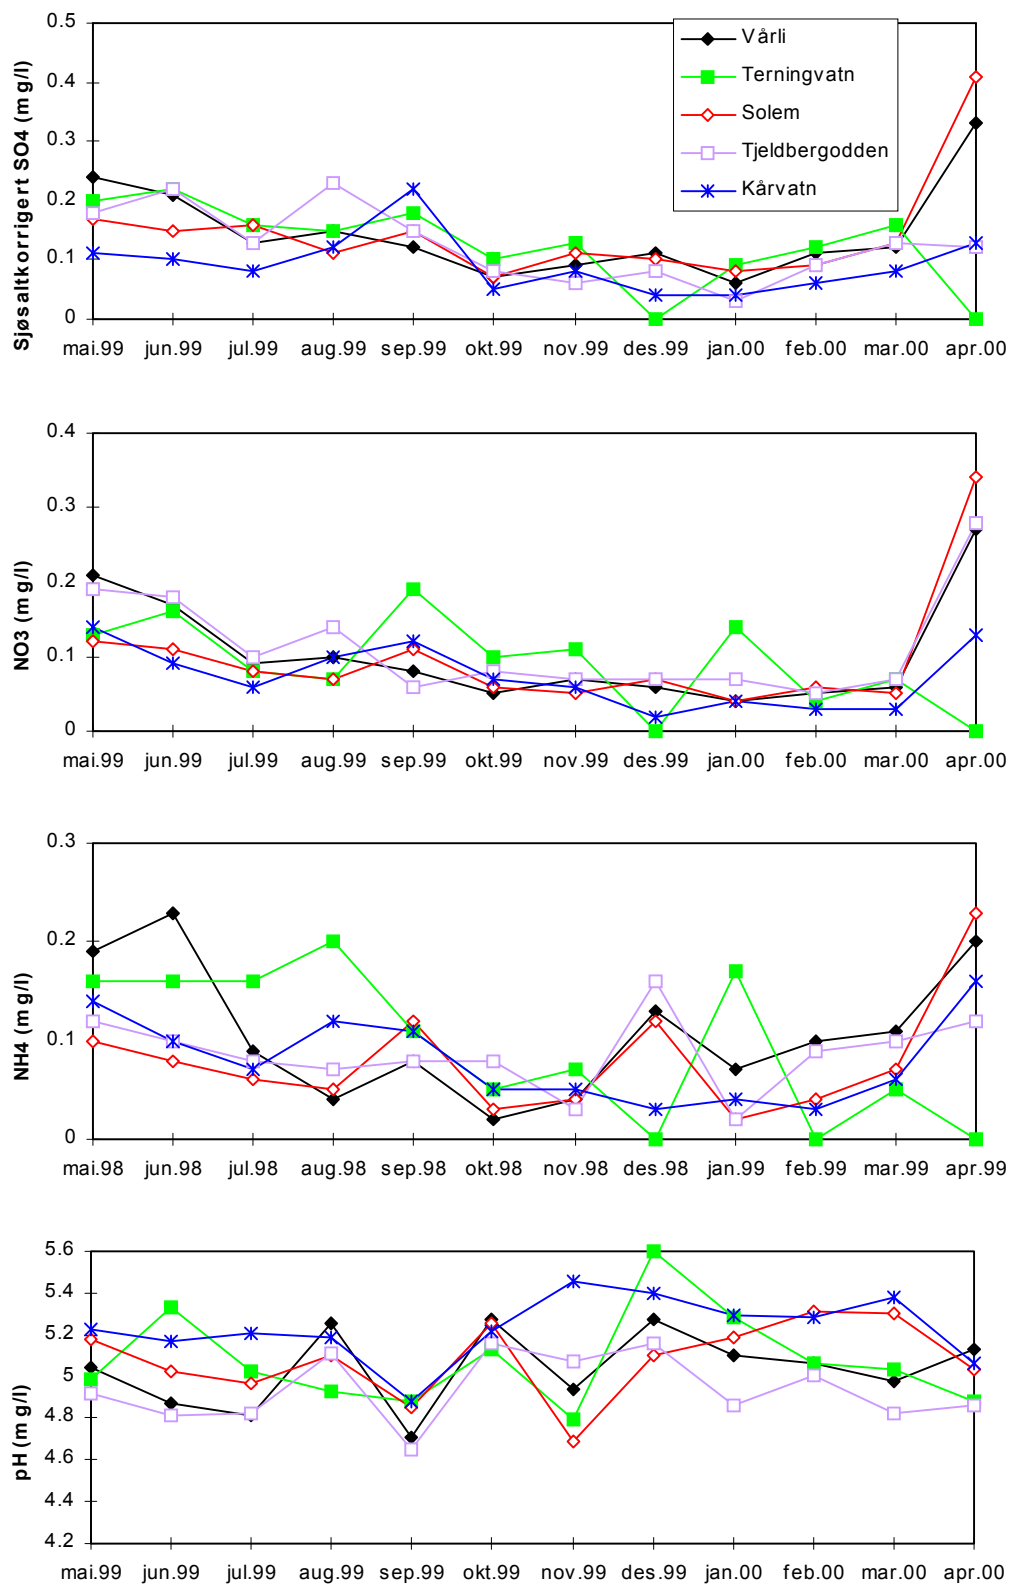 Sjøsaltkorrigert SO4 (mg/l)
0.5
0.4
0.3
0.2
0.1
0
Vårli
Terningvatn
Solem
Tjeldbergodden
Kårvatn
mai.99 jun.99 jul.99 aug.99 sep.99 okt.99 nov.99 des.99 jan.00 feb.00 mar.00 apr.00
NO3 (mg/l)
0.4
0.3
0.2
0.1
0
mai.99 jun.99 jul.99 aug.99 sep.99 okt.99 nov.99 des.99 jan.00 feb.00 mar.00 apr.00
NH4 (mg/l)
0.3
0.2
0.1
0
mai.98 jun.98 jul.98 aug.98 sep.98 okt.98 nov.98 des.98 jan.99 feb.99 mar.99 apr.99
pH (mg/l)
5.6
5.4
5.2
5
4.8
4.6
4.4
4.2
mai.99 jun.99 jul.99 aug.99 sep.99 okt.99 nov.99 des.99 jan.00 feb.00 mar.00 apr.00